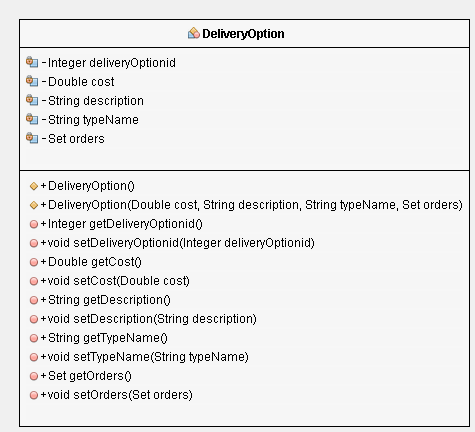 DeliveryOption
- Integer deliveryOptionid
- Double cost
- String description
- String typeName
- Set orders
+ DeliveryOption()
+ DeliveryOption(Double cost, String description, String typeName, Set orders)
+ Integer getDeliveryOptionid()
+ void setDeliveryOptionid(Integer deliveryOptionid)
+ Double getCost()
+ void setCost(Double cost)
+ String getDescription()
+ void setDescription(String description)
+ String getTypeName()
+ void setTypeName(String typeName)
+ Set getOrders()
+ void setOrders(Set orders)